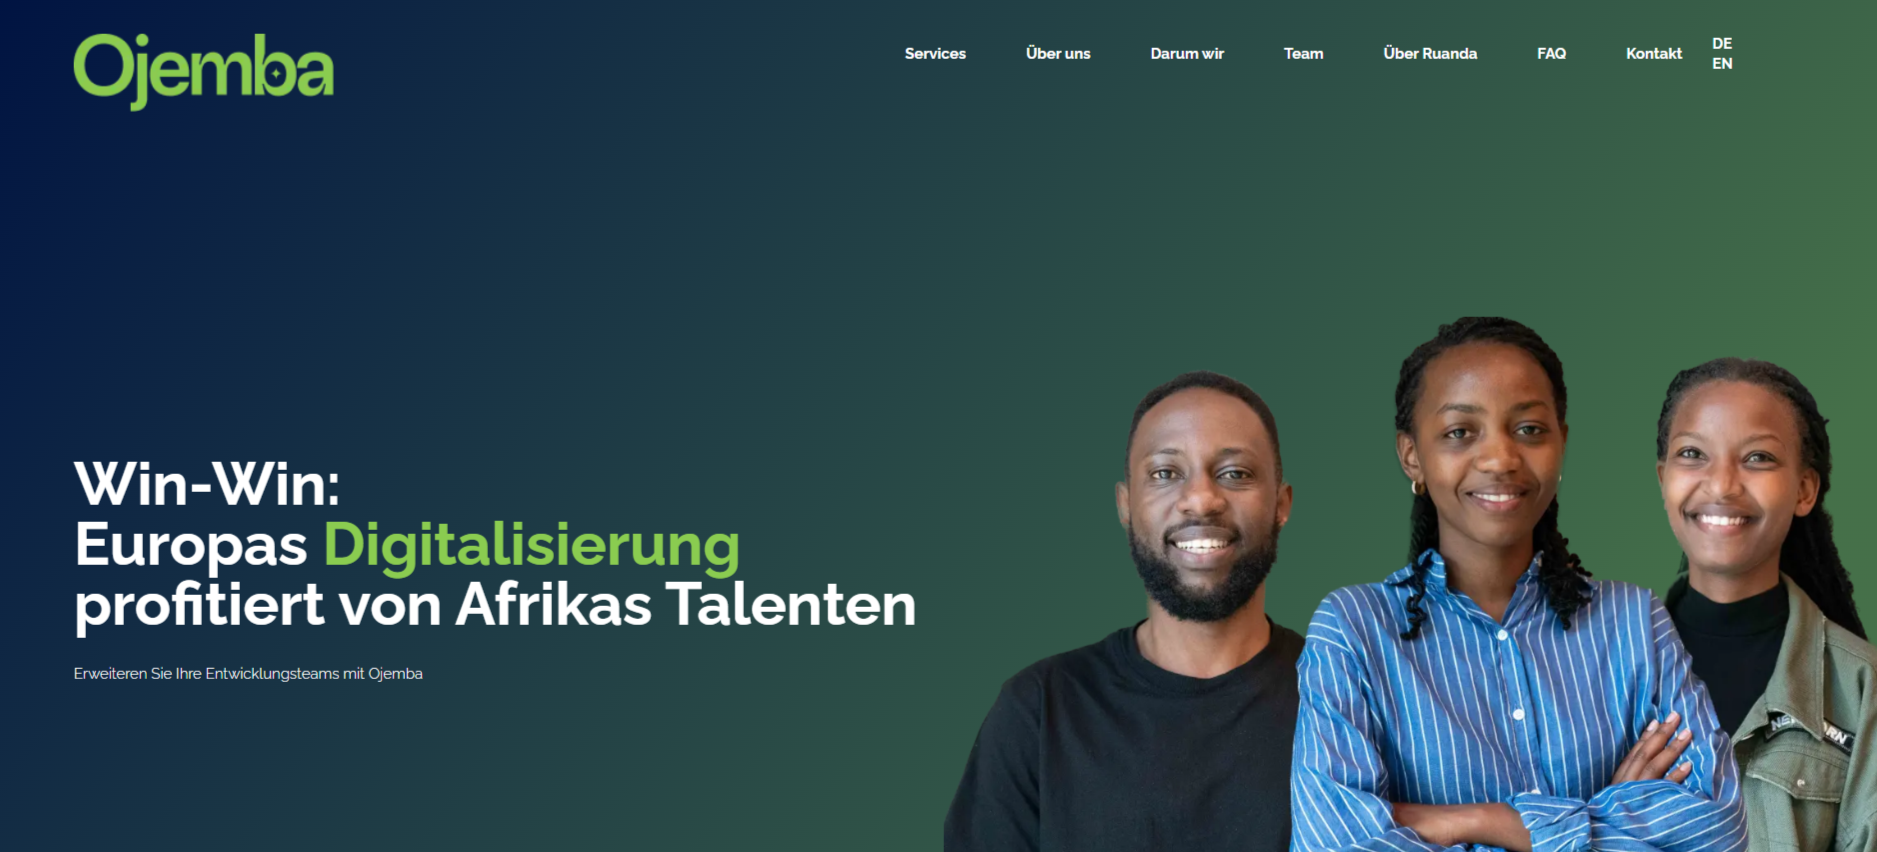 Ojemba
Services
Über uns
Darum wir
Team
Über Ruanda
FAQ
Kontakt
DE
EN
Win-Win:
Europas Digitalisierung
profitiert von Afrikas Talenten
Erweiteren Sie Ihre Entwicklungsteams mit Ojemba